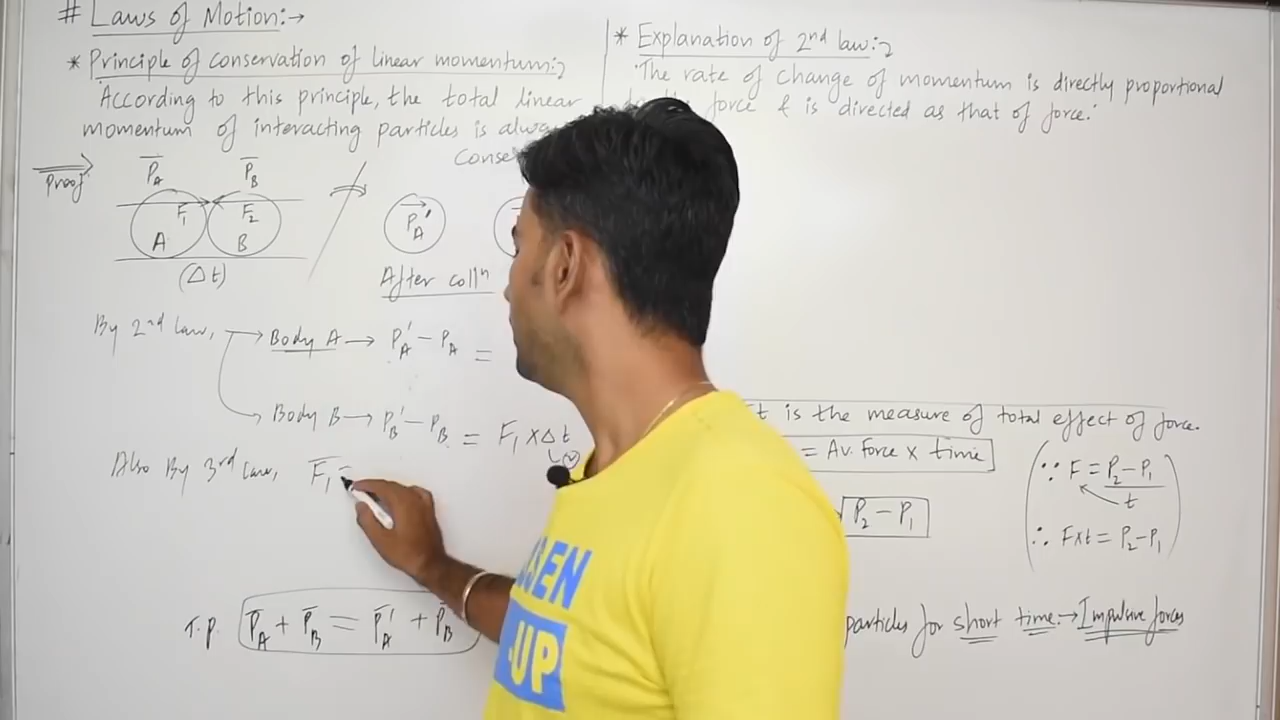 # Laws of Motion:→
* Principle of conservation of linear momentum:→
According to this principle, the total linear
momentum of interacting particles is
Proof
P̅A P̅B
F1 F2
A B
(Δt)
PA'
After collⁿ
By 2nd law, → Body A → PA' − PA =
Body B → PB' − PB = F1 × Δt
Also By 3rd law, F̅1 =
T.P. P̅A + P̅B = P̅A' + P̅B
* Explanation of 2nd law:→
"The rate of change of momentum is directly proportional
force & is directed as that of force."
It is the measure of total effect of force.
= Av. force × time
P2 − P1
∵ F = P2 − P1
t
∴ F×t = P2 − P1
particles for short time → Impulsive forces
SEN
UP